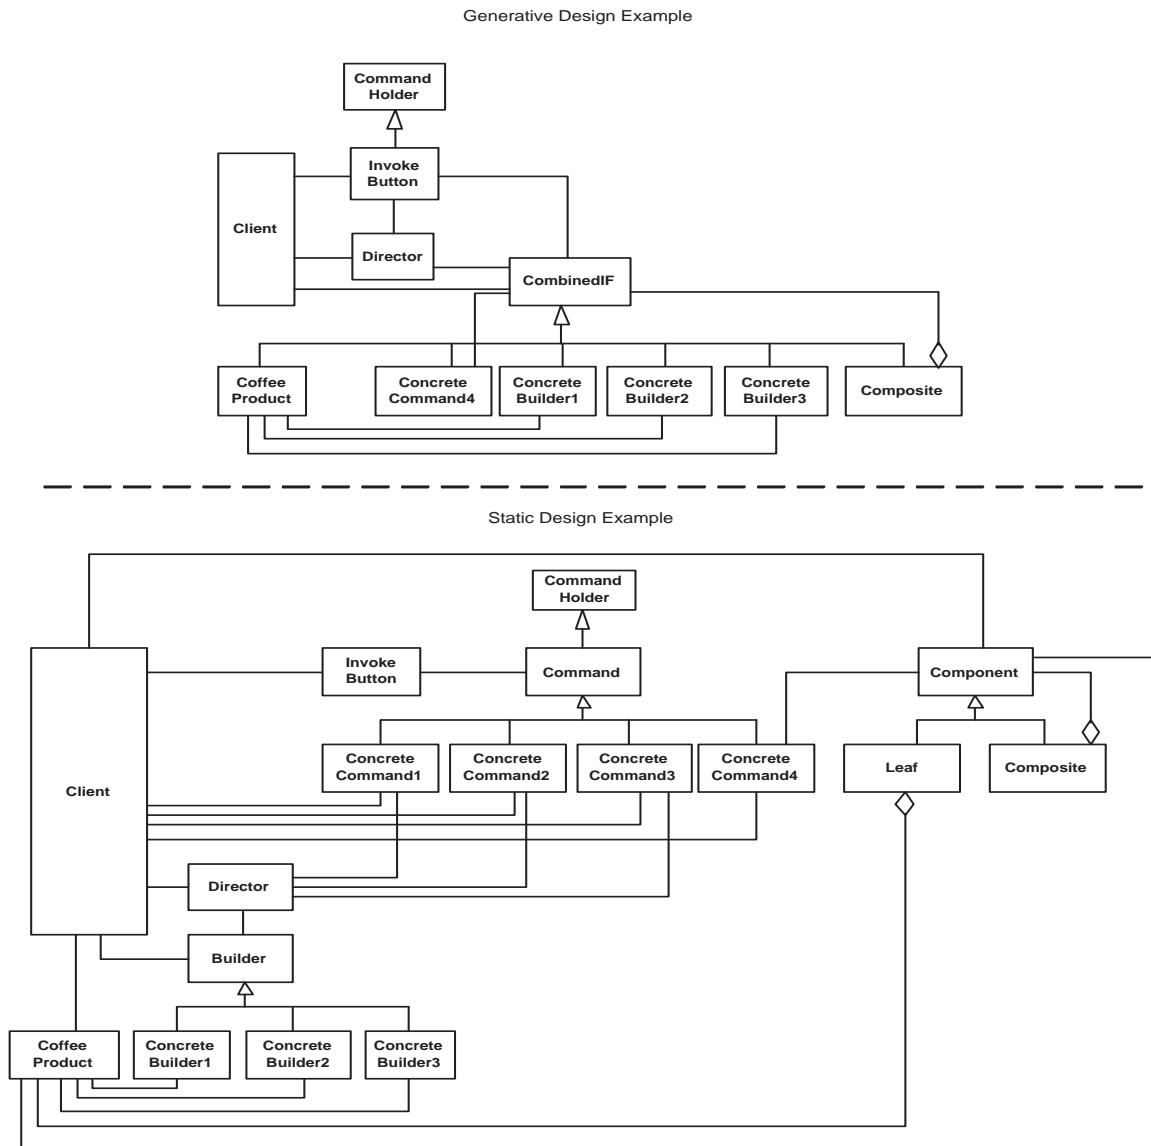 Generative Design Example
Command
Holder
Invoke
Button
Client
Director
CombinedIF
Coffee
Product
Concrete
Command4
Concrete
Builder1
Concrete
Builder2
Concrete
Builder3
Composite
Static Design Example
Command
Holder
Invoke
Button
Command
Component
Concrete
Command1
Concrete
Command2
Concrete
Command3
Concrete
Command4
Leaf
Composite
Client
Director
Builder
Coffee
Product
Concrete
Builder1
Concrete
Builder2
Concrete
Builder3